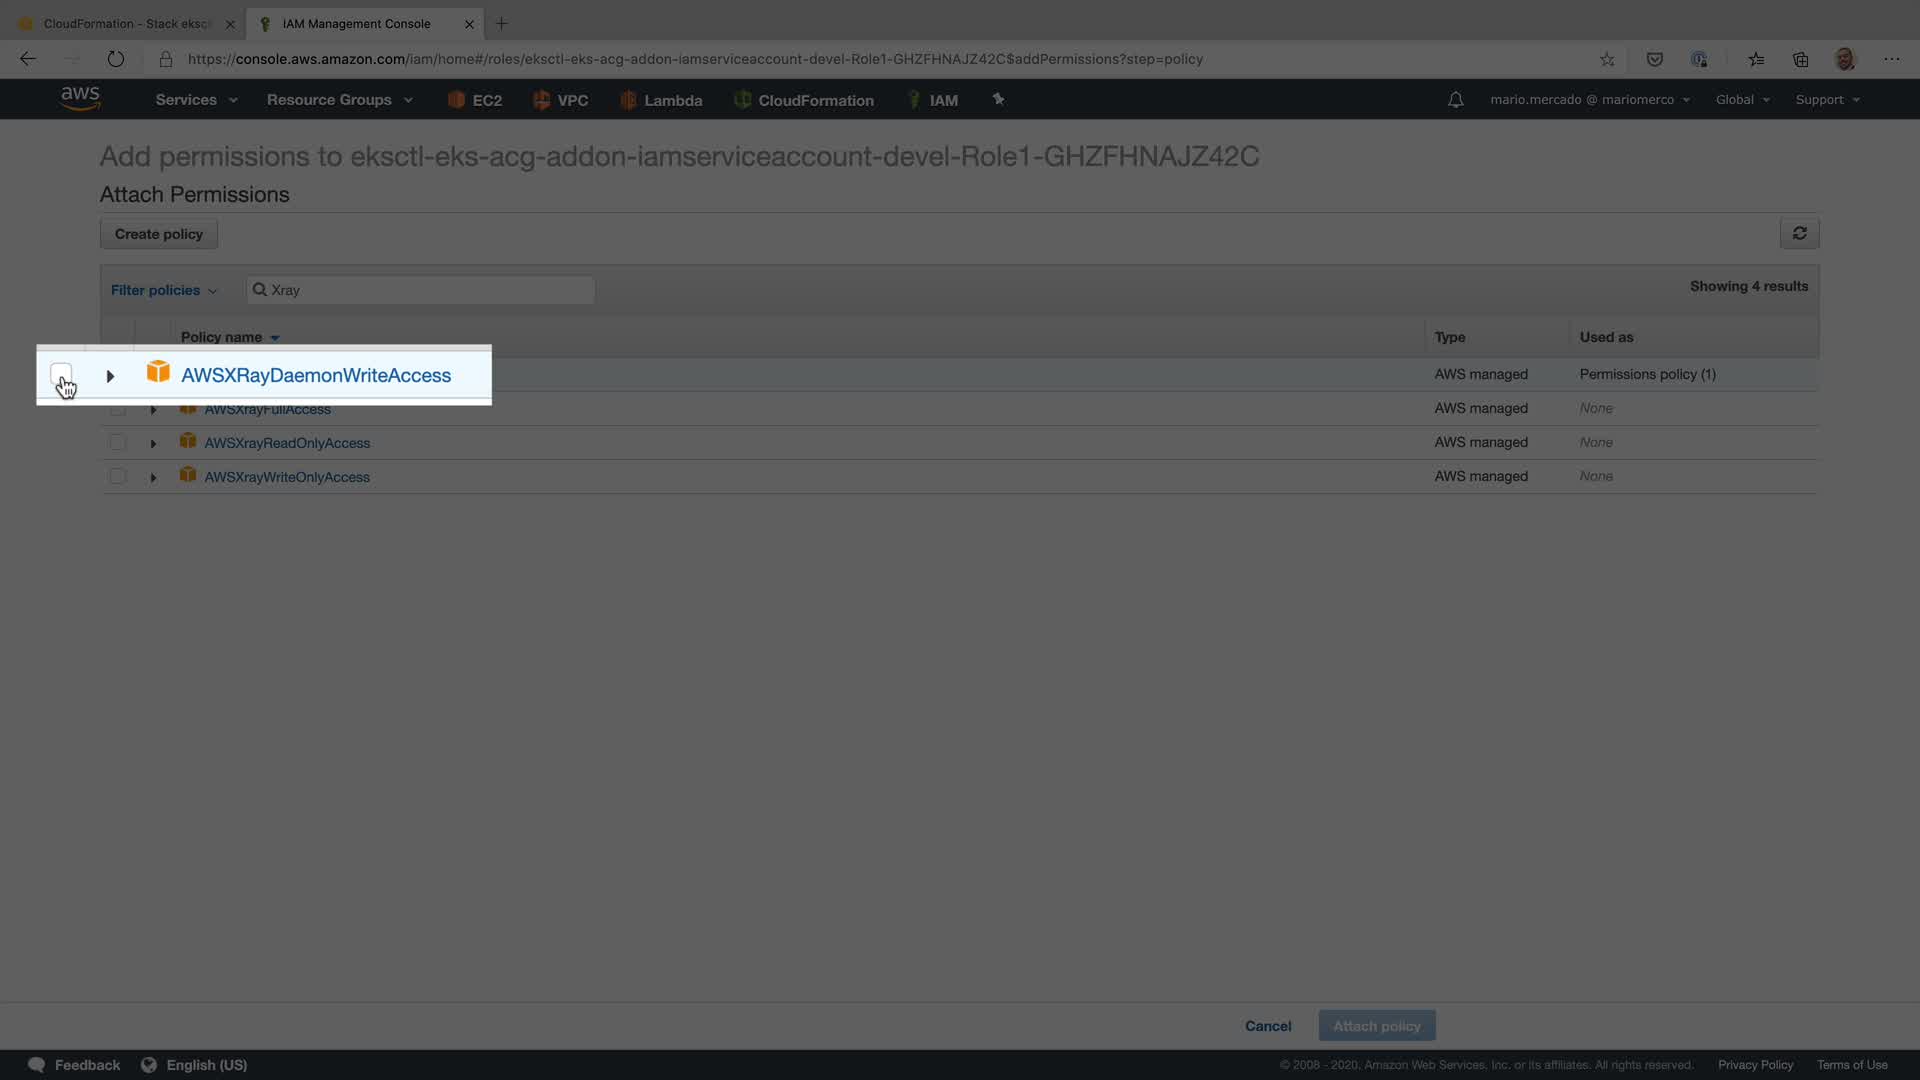 CloudFormation - Stack eksc
IAM Management Console
https://console.aws.amazon.com/iam/home#/roles/eksctl-eks-acg-addon-iamserviceaccount-devel-Role1-GHZFHNAJZ42C$addPermissions?step=policy
aws Services Resource Groups EC2 VPC Lambda CloudFormation IAM mario.mercado @ mariomerco Global Support
Add permissions to eksctl-eks-acg-addon-iamserviceaccount-devel-Role1-GHZFHNAJZ42C
Attach Permissions
Create policy
Filter policies Xray Showing 4 results
Policy name Type Used as
AWSXRayDaemonWriteAccess AWS managed Permissions policy (1)
AWSXrayFullAccess AWS managed None
AWSXrayReadOnlyAccess AWS managed None
AWSXrayWriteOnlyAccess AWS managed None
Cancel Attach policy
Feedback English (US) © 2008 - 2020, Amazon Web Services, Inc. or its affiliates. All rights reserved. Privacy Policy Terms of Use